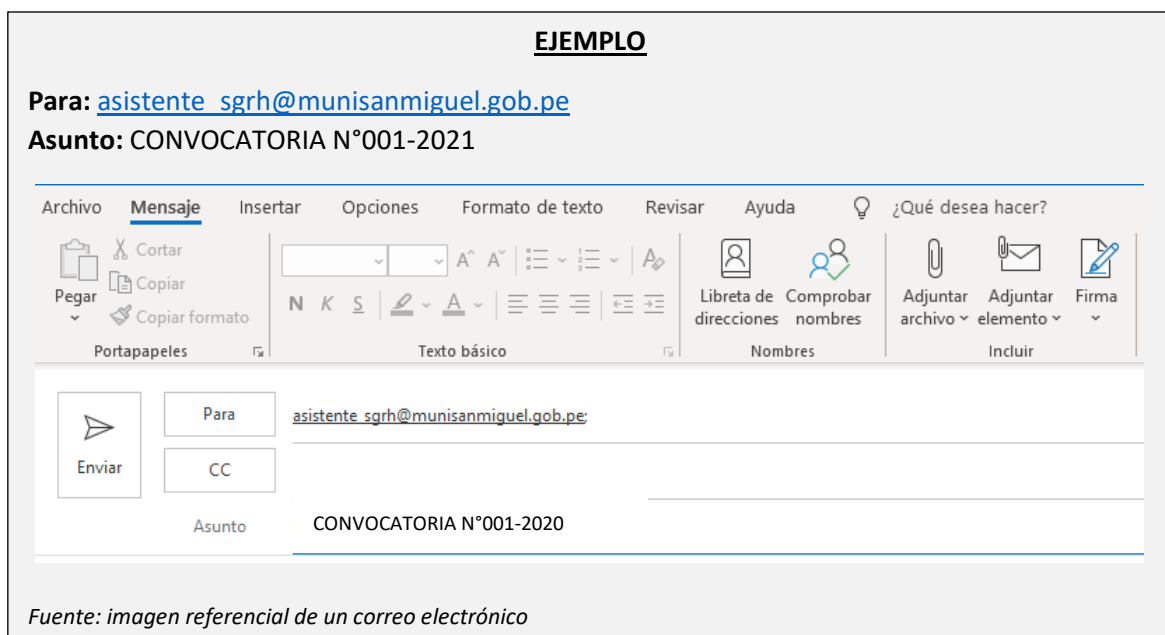 EJEMPLO
Para: asistente_sgrh@munisanmiguel.gob.pe
Asunto: CONVOCATORIA N°001-2021
Archivo Mensaje Insertar Opciones Formato de texto Revisar Ayuda ¿Qué desea hacer?
Pegar
Cortar
Copiar
Copiar formato
Portapapeles
N K S A
Texto básico
Libreta de direcciones
Comprobar nombres
Nombres
Adjuntar archivo
Adjuntar elemento
Firma
Incluir
Enviar
Para asistente_sgrh@munisanmiguel.gob.pe;
CC
Asunto CONVOCATORIA N°001-2020
Fuente: imagen referencial de un correo electrónico